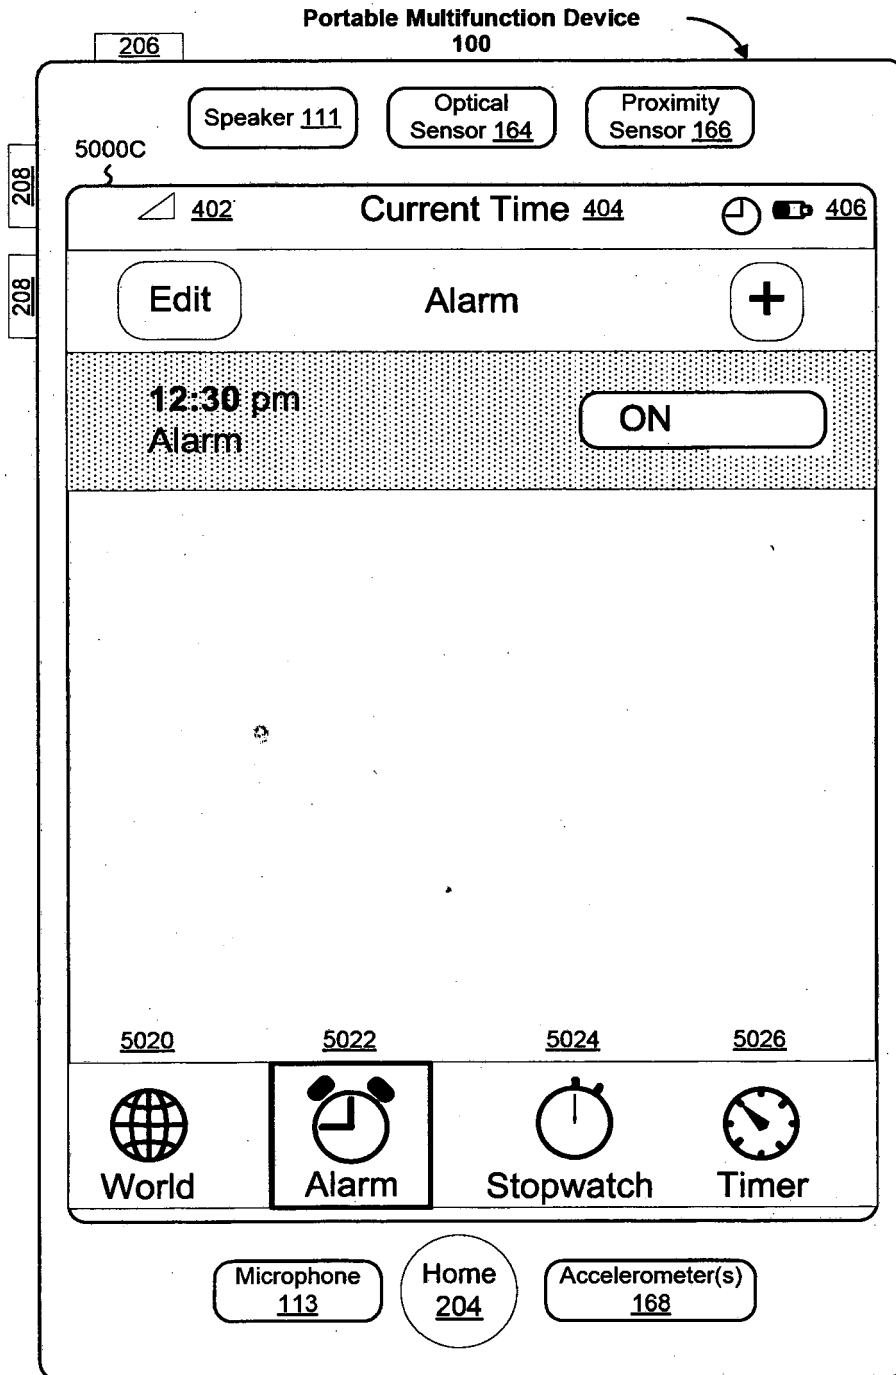 Portable Multifunction Device
100
206
Speaker 111
Optical
Sensor 164
Proximity
Sensor 166
5000C
208
402
Current Time 404
406
208
Edit
Alarm
+
12:30 pm
Alarm
ON
5020
5022
5024
5026
World
Alarm
Stopwatch
Timer
Microphone
113
Home
204
Accelerometer(s)
168